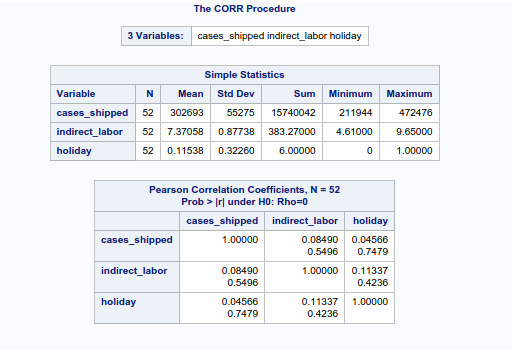 The CORR Procedure
3 Variables: cases_shipped indirect_labor holiday
Simple Statistics
Variable N Mean Std Dev Sum Minimum Maximum
cases_shipped 52 302693 55275 15740042 211944 472476
indirect_labor 52 7.37058 0.87738 383.27000 4.61000 9.65000
holiday 52 0.11538 0.32260 6.00000 0 1.00000
Pearson Correlation Coefficients, N = 52
Prob > |r| under H0: Rho=0
cases_shipped indirect_labor holiday
cases_shipped 1.00000 0.08490 0.04566
0.5496 0.7479
indirect_labor 0.08490 1.00000 0.11337
0.5496 0.4236
holiday 0.04566 0.11337 1.00000
0.7479 0.4236